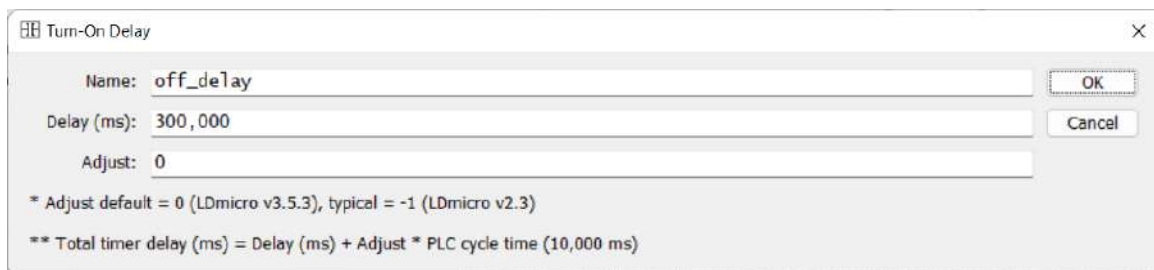 Turn-On Delay
Name: off_delay
OK
Delay (ms): 300,000
Cancel
Adjust: 0
* Adjust default = 0 (LDmicro v3.5.3), typical = -1 (LDmicro v2.3)
** Total timer delay (ms) = Delay (ms) + Adjust * PLC cycle time (10,000 ms)